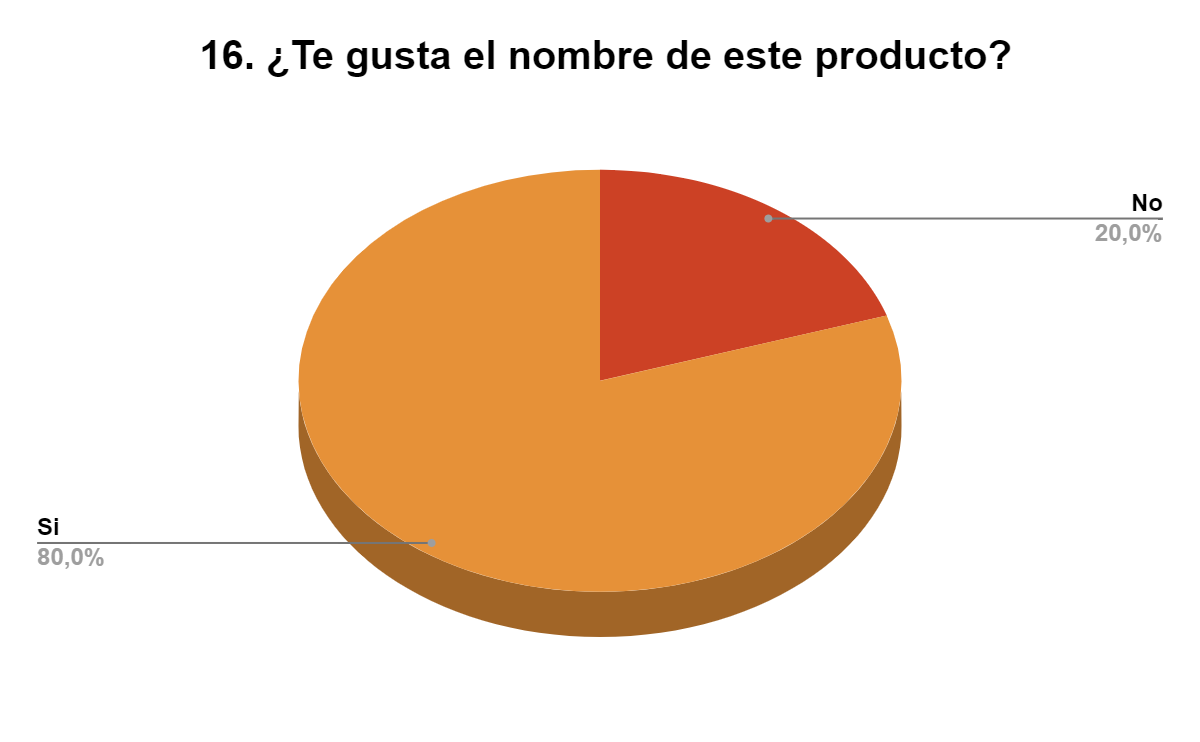 16. ¿Te gusta el nombre de este producto?
No
20,0%
Si
80,0%